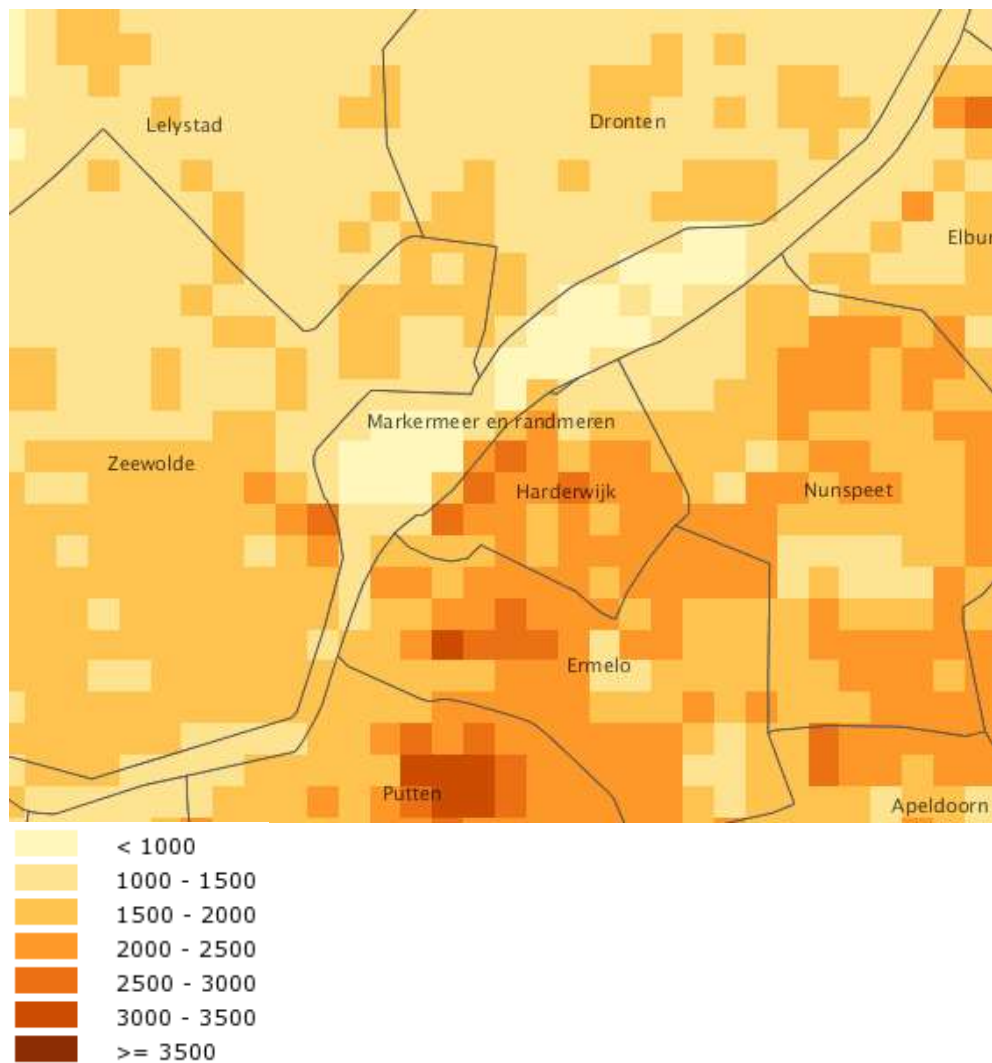 Lelystad
Dronten
Elbur
Markermeer en randmeren
Zeewolde
Harderwijk
Nunspeet
Ermelo
Putten
Apeldoorn
< 1000
1000 - 1500
1500 - 2000
2000 - 2500
2500 - 3000
3000 - 3500
>= 3500